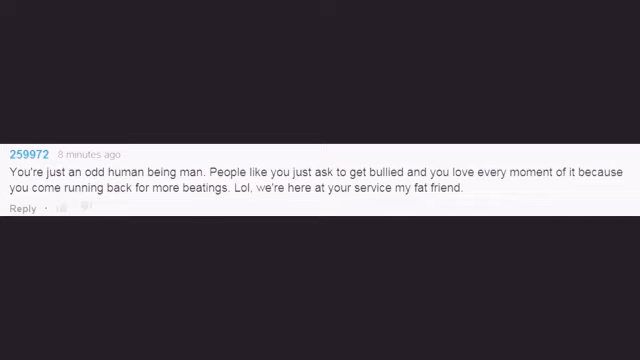 259972 8 minutes ago
You're just an odd human being man. People like you just ask to get bullied and you love every moment of it because
you come running back for more beatings. Lol, we're here at your service my fat friend.
Reply ·